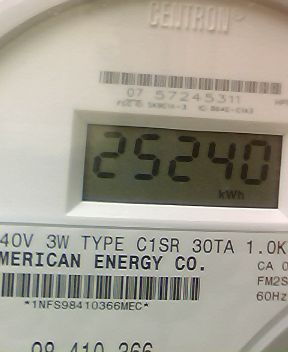 CENTRON
07 57245311
25240
kWh
40V 3W TYPE C1SR 30TA 1.0K
MERICAN ENERGY CO.
CA 0
FM2S
60Hz
*1NFS98410366MEC*
98 410 366